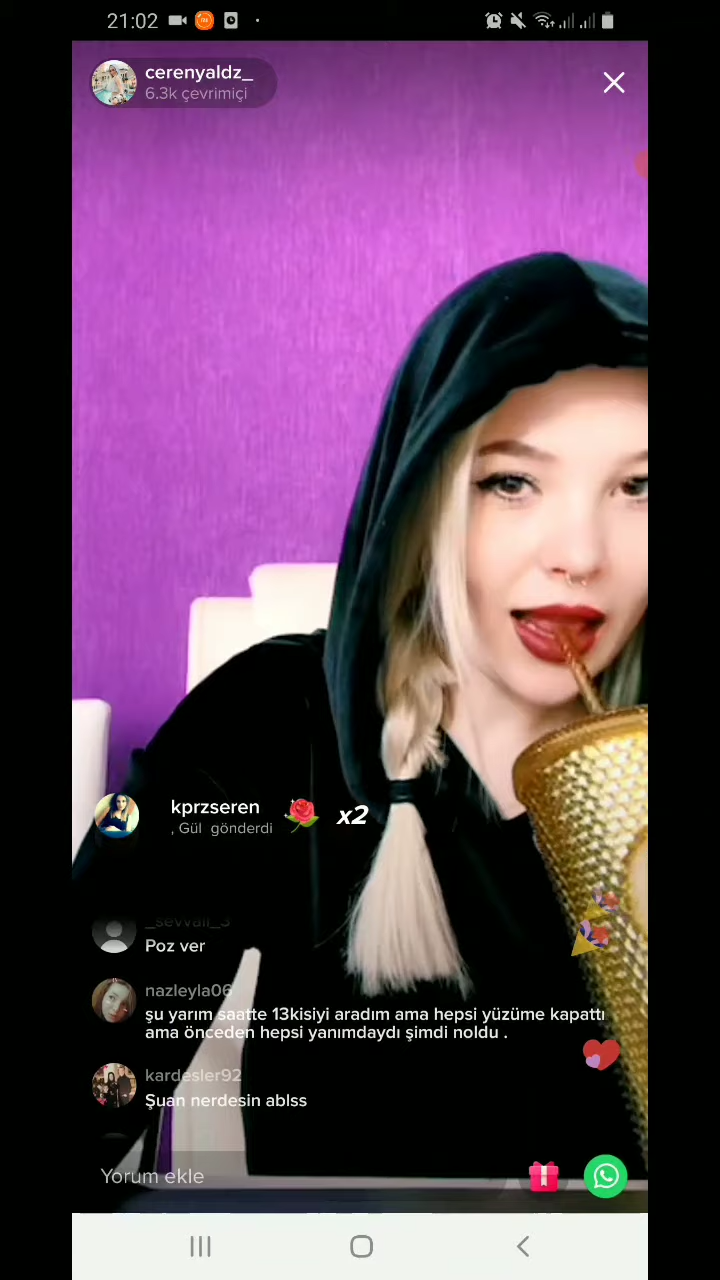 21:02
cerenyaldz_
6.3k çevrimiçi
kprzseren
, Gül gönderdi
x2
_sevvall_3
Poz ver
nazleyla06
şu yarım saatte 13kisiyi aradım ama hepsi yüzüme kapattı
ama önceden hepsi yanımdaydı şimdi noldu .
kardesler92
Şuan nerdesin ablss
Yorum ekle